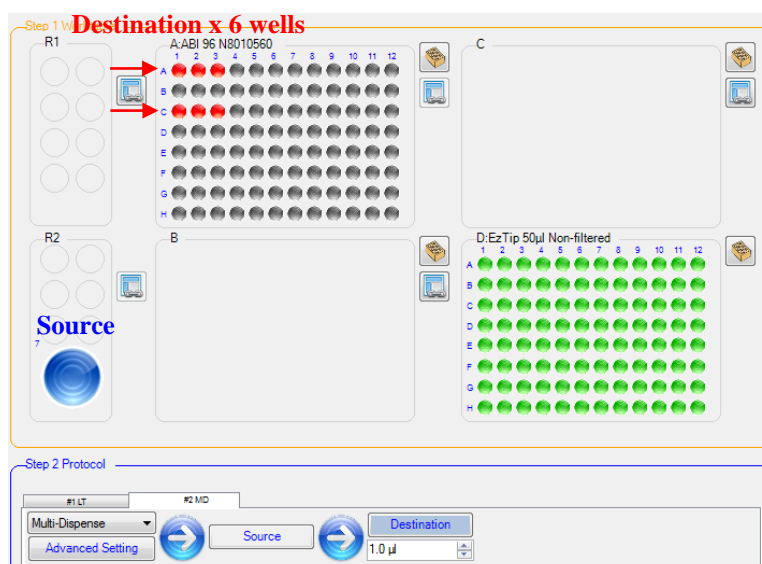 Step 1 W
Destination x 6 wells
R1
A:ABI 96 N8010560
C
1 2 3 4 5 6 7 8 9 10 11 12
A
B
C
D
E
F
G
H
R2
B
D:EzTip 50µl Non-filtered
1 2 3 4 5 6 7 8 9 10 11 12
A
B
C
D
E
F
G
H
Source
7
Step 2 Protocol
#1 LT #2 MD
Multi-Dispense
Source
Destination
Advanced Setting
1.0 µl